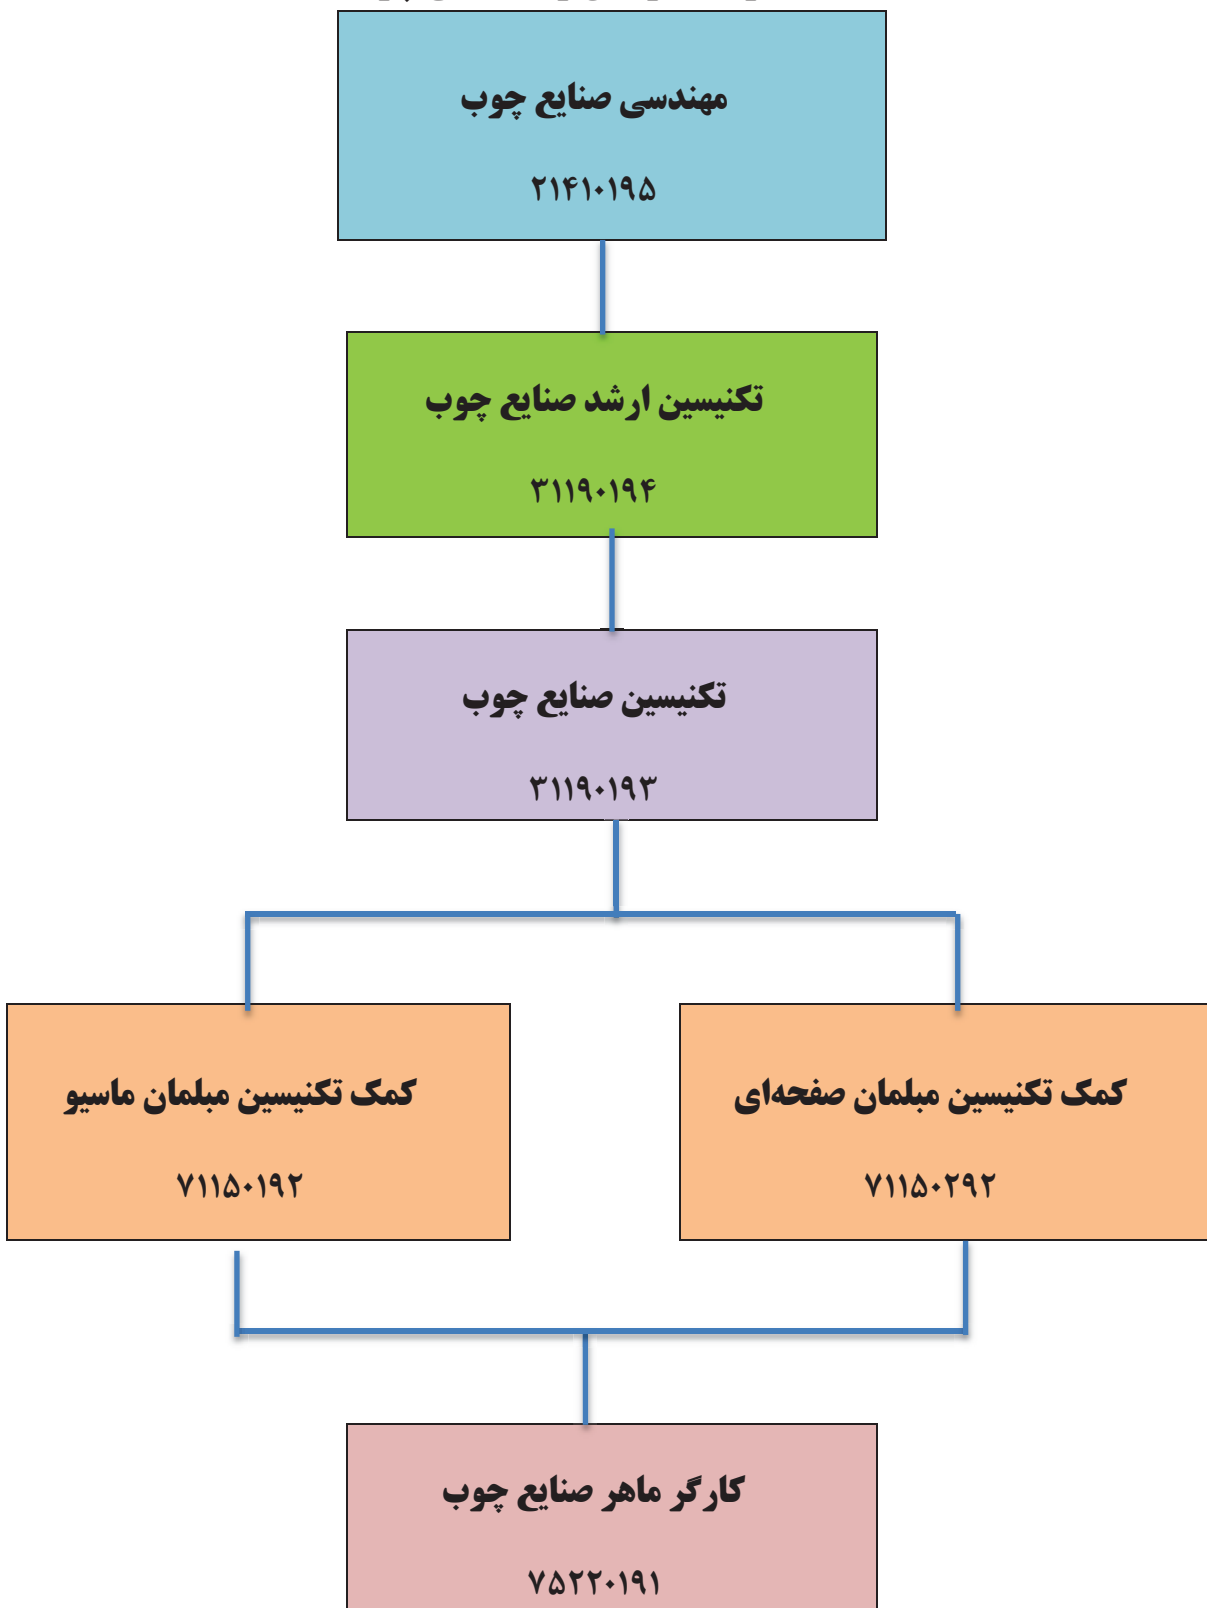 مهندسی صنایع چوب
۲۱۴۱۰۱۹۵
تکنیسین ارشد صنایع چوب
۳۱۱۹۰۱۹۴
تکنیسین صنایع چوب
۳۱۱۹۰۱۹۳
کمک تکنیسین مبلمان صفحه‌ای
۷۱۱۵۰۲۹۲
کمک تکنیسین مبلمان ماسیو
۷۱۱۵۰۱۹۲
کارگر ماهر صنایع چوب
۷۵۲۲۰۱۹۱